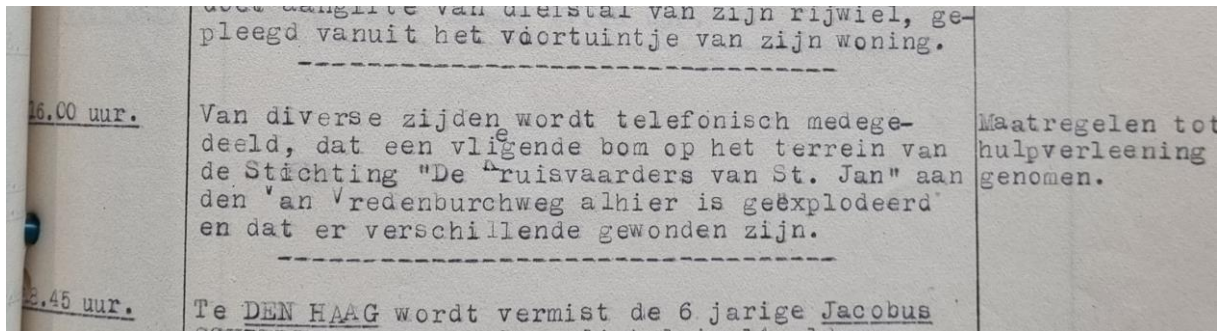 doet aangifte van diefstal van zijn rijwiel, ge-
pleegd vanuit het voortuintje van zijn woning.
16.00 uur.
Van diverse zijden wordt telefonisch medege-
deeld, dat een vliegende bom op het terrein van
de Stichting "De Kruisvaarders van St. Jan" aan
den Van Vredenburchweg alhier is geëxplodeerd
en dat er verschillende gewonden zijn.
Maatregelen tot
hulpverleening
genomen.
8.45 uur.
Te DEN HAAG wordt vermist de 6 jarige Jacobus